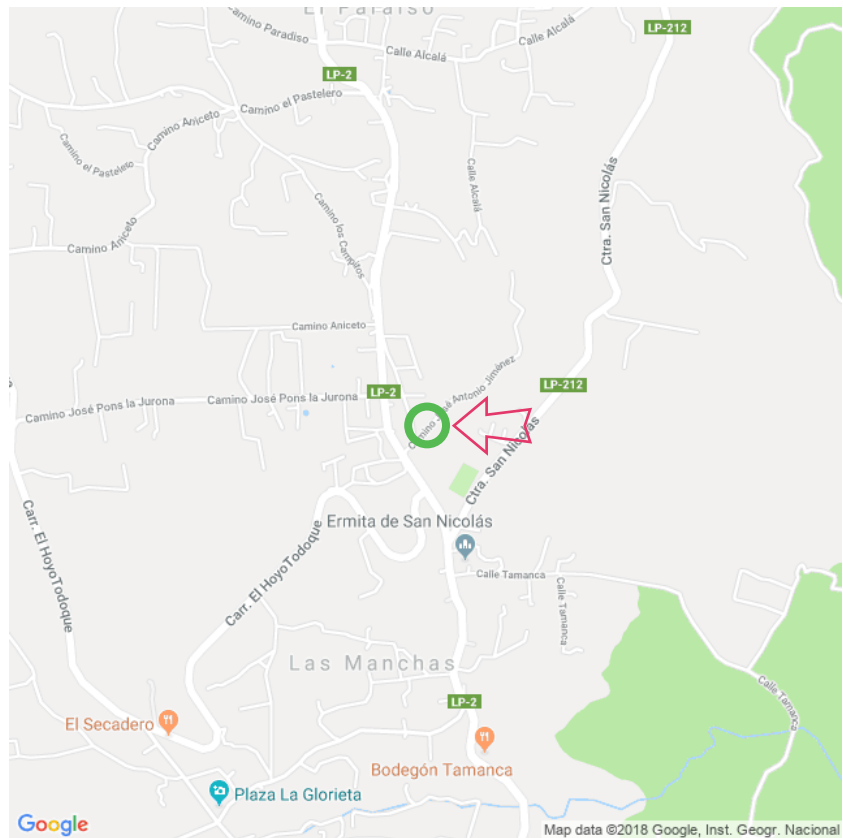 El Paraíso
Camino Paradiso
Calle Alcalá
Calle Alcalá
LP-212
LP-2
Camino el Pastelero
Camino Aniceto
Camino el Pastelero
Calle Alcalá
Ctra. San Nicolás
Camino los Campitos
Camino Aniceto
Camino Aniceto
Camino José Antonio Jiménez
LP-212
LP-2
Camino José Pons la Jurona
Camino José Pons la Jurona
Ctra. San Nicolás
Ermita de San Nicolás
Carr. El HoyoTodoque
Carr. El HoyoTodoque
Calle Tamanca
Calle Tamanca
Las Manchas
Calle Tamanca
LP-2
El Secadero
Bodegón Tamanca
Plaza La Glorieta
Google
Map data ©2018 Google, Inst. Geogr. Nacional